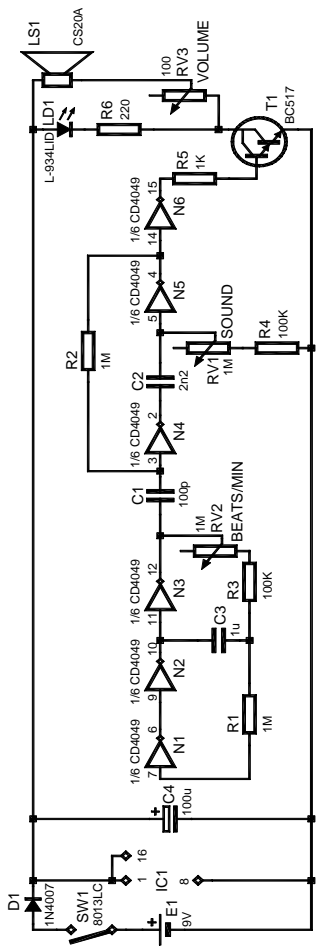 LS1
CS20A
LD1
L-934LID
R6
220
100
RV3
VOLUME
T1
BC517
R5
1K
15
14
1/6 CD4049
N6
4
5
1/6 CD4049
N5
R2
1M
SOUND
RV1
1M
R4
100K
C2
2n2
2
3
1/6 CD4049
N4
C1
100p
1M
RV2
BEATS/MIN
12
11
1/6 CD4049
N3
R3
100K
C3
1u
10
9
1/6 CD4049
N2
6
7
1/6 CD4049
N1
R1
1M
+
C4
100u
D1
1N4007
16
1
IC1
8
SW1
8013LC
+
E1
9V